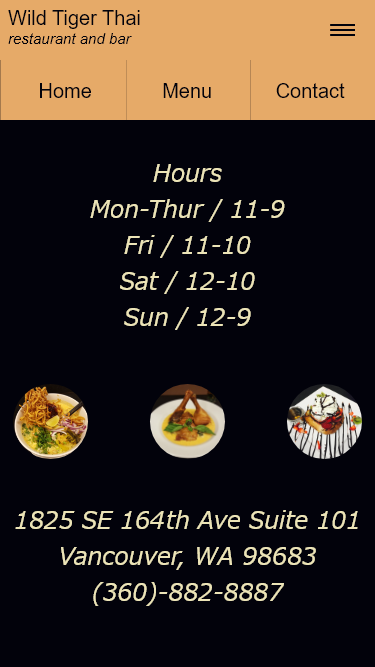 Wild Tiger Thai
restaurant and bar
Home
Menu
Contact
Hours
Mon-Thur / 11-9
Fri / 11-10
Sat / 12-10
Sun / 12-9
1825 SE 164th Ave Suite 101
Vancouver, WA 98683
(360)-882-8887